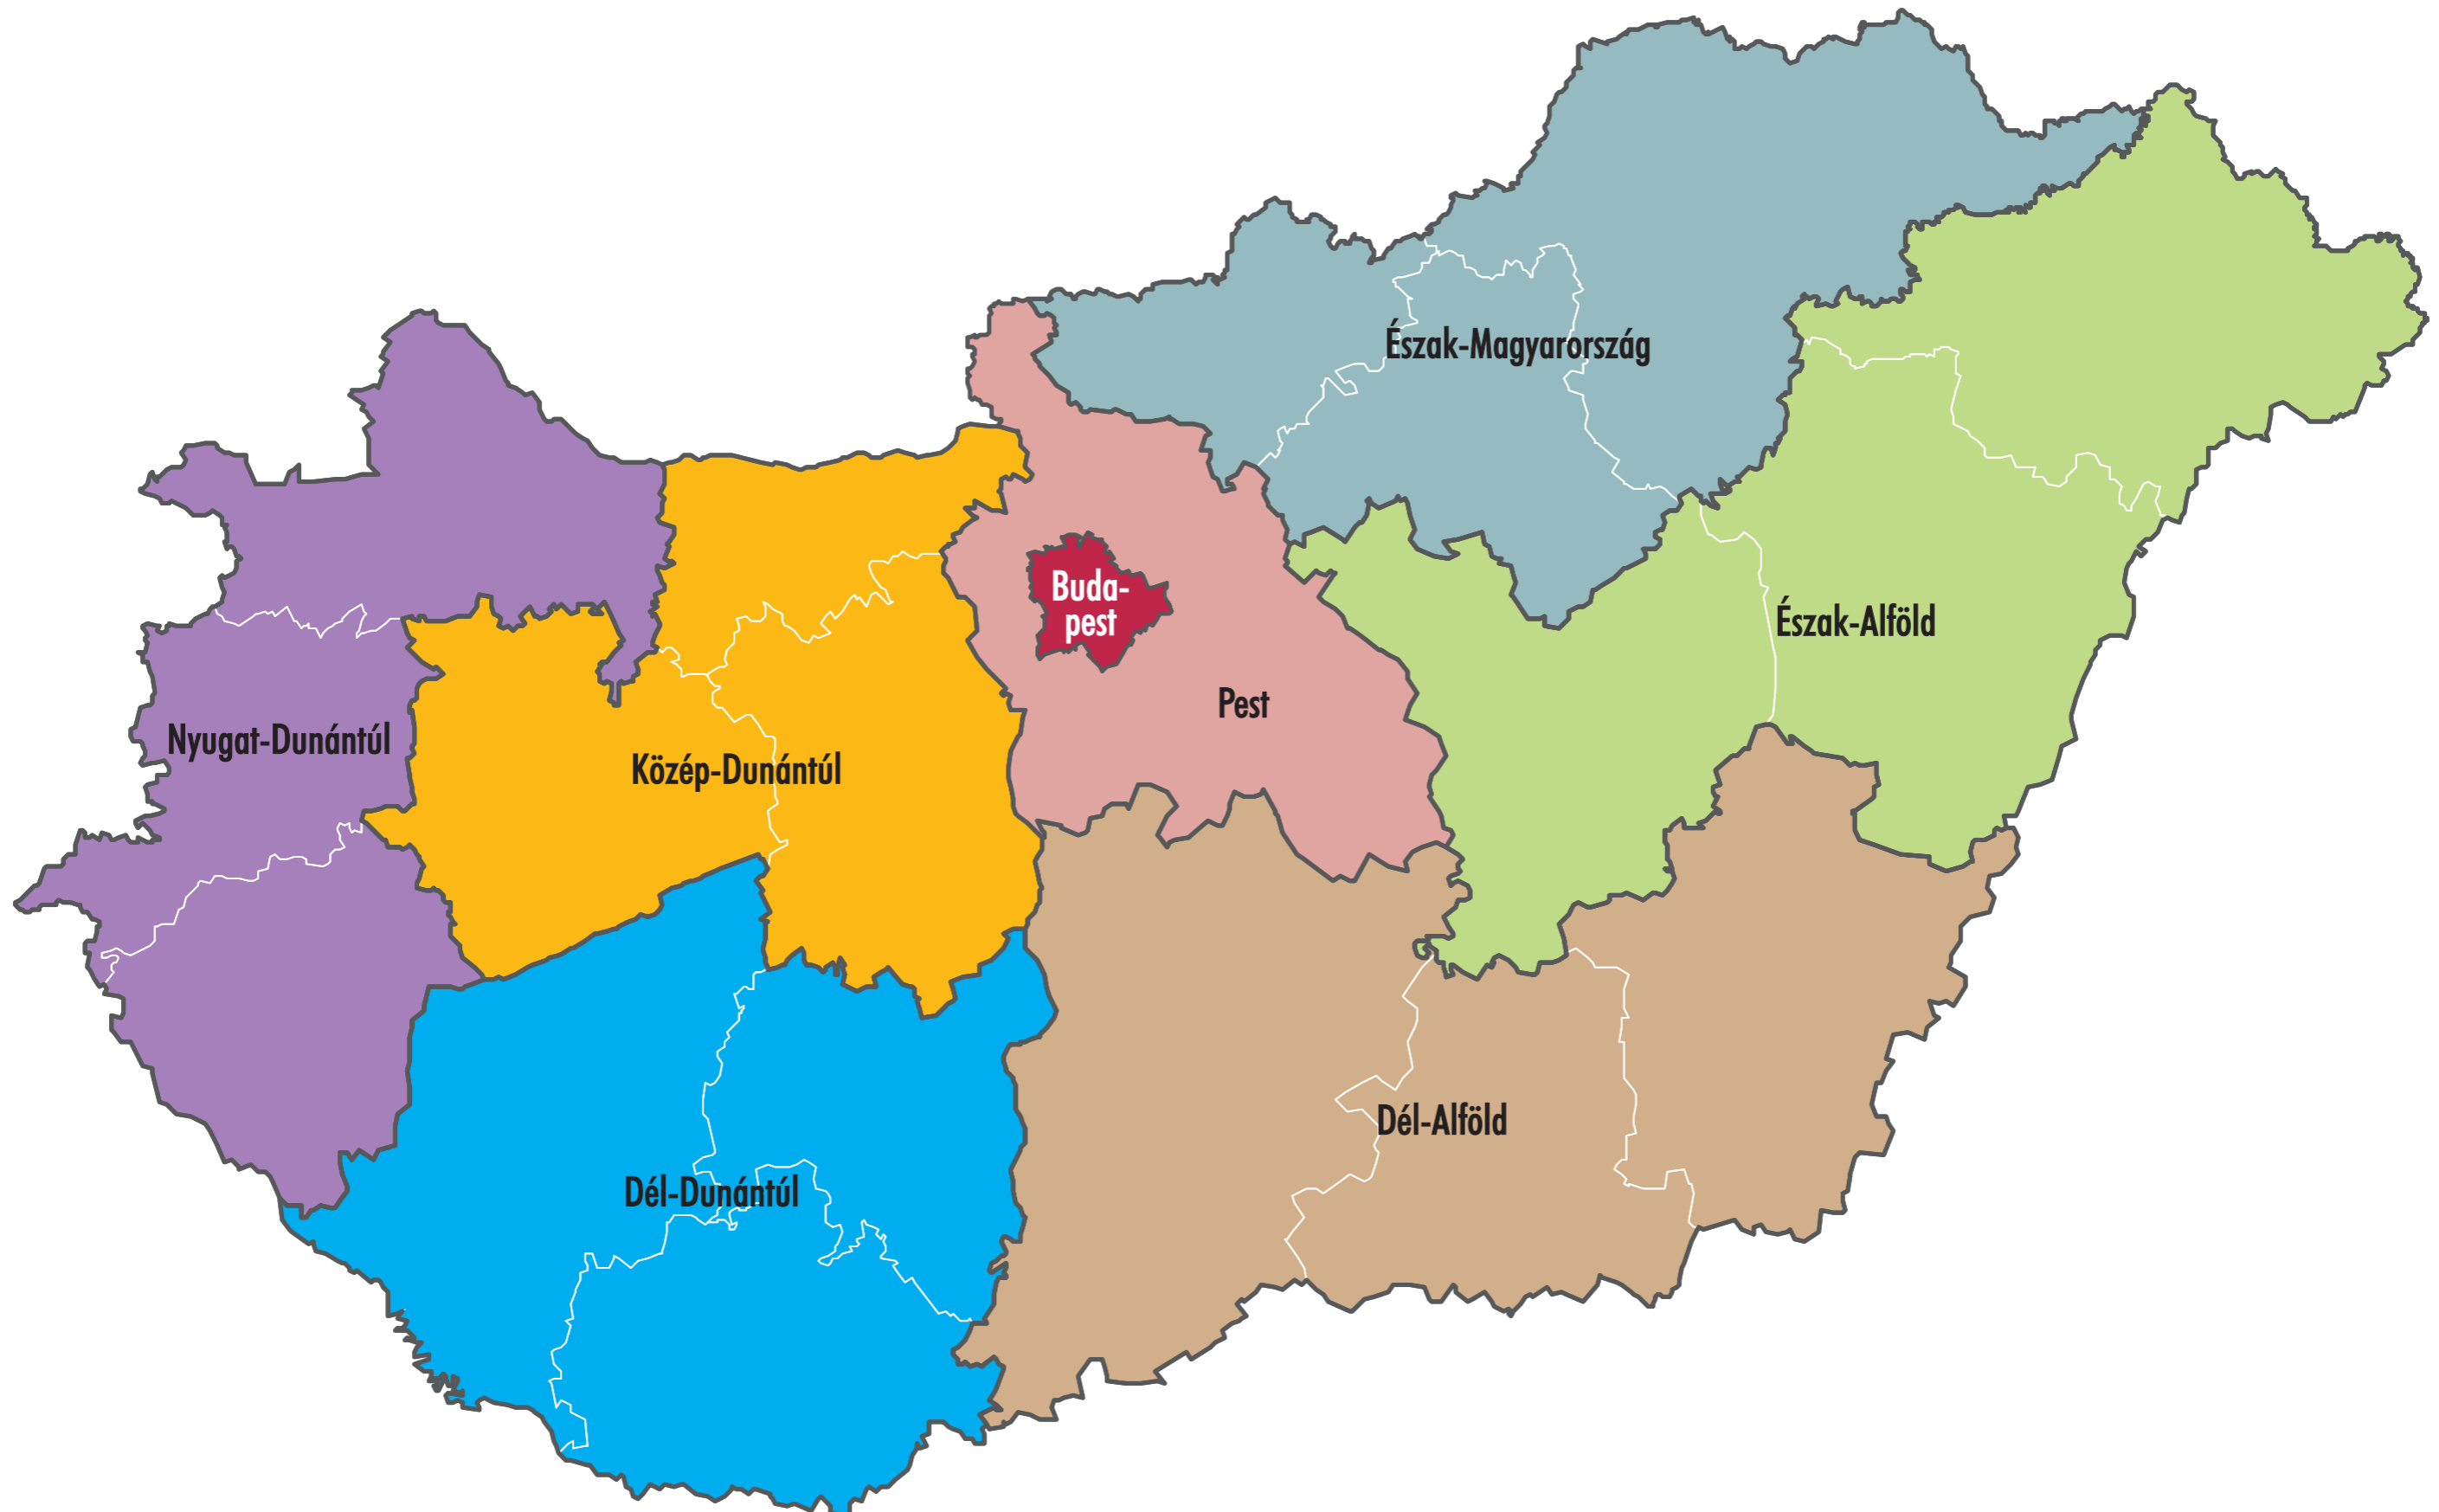 Észak-Magyarország
Buda-
pest
Észak-Alföld
Pest
Nyugat-Dunántúl
Közép-Dunántúl
Dél-Alföld
Dél-Dunántúl